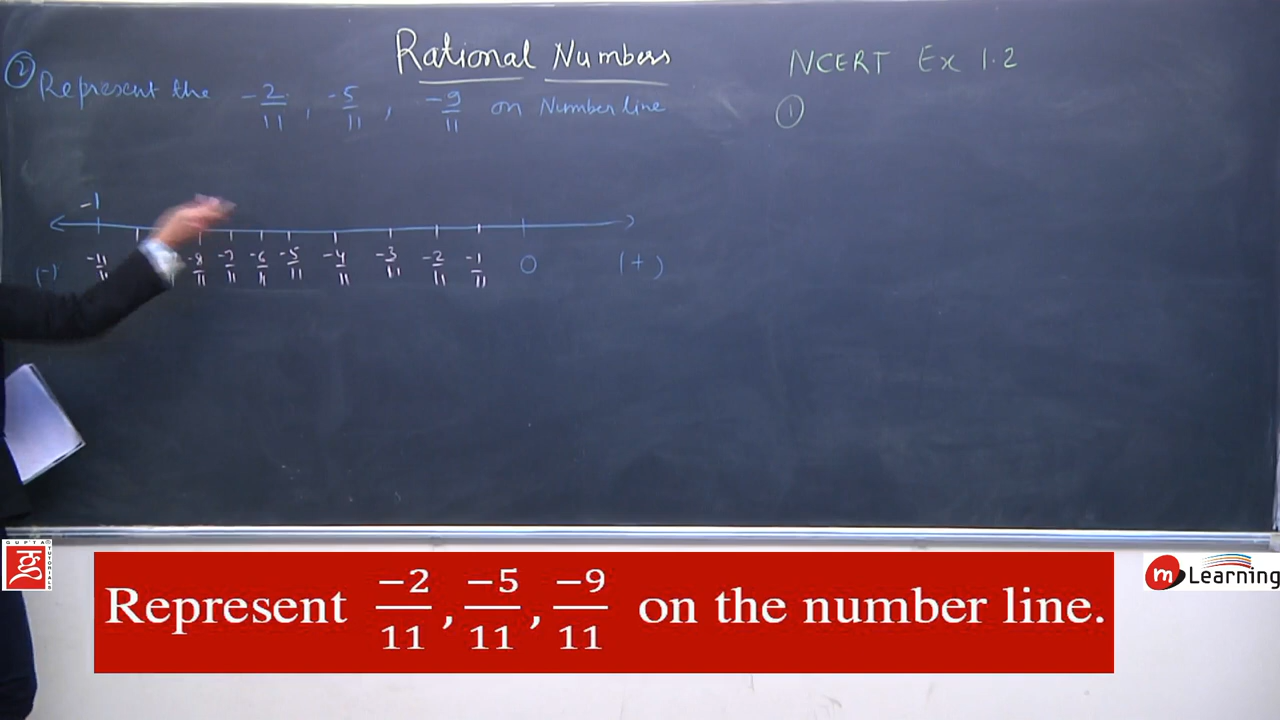 Rational Numbers
NCERT Ex 1.2
② Represent the -2/11, -5/11, -9/11 on Number line
①
-1
(-) -11/11 -8/11 -7/11 -6/11 -5/11 -4/11 -3/11 -2/11 -1/11 0 (+)
GUPTA TUTORIALS
m Learning
Represent −2/11, −5/11, −9/11 on the number line.